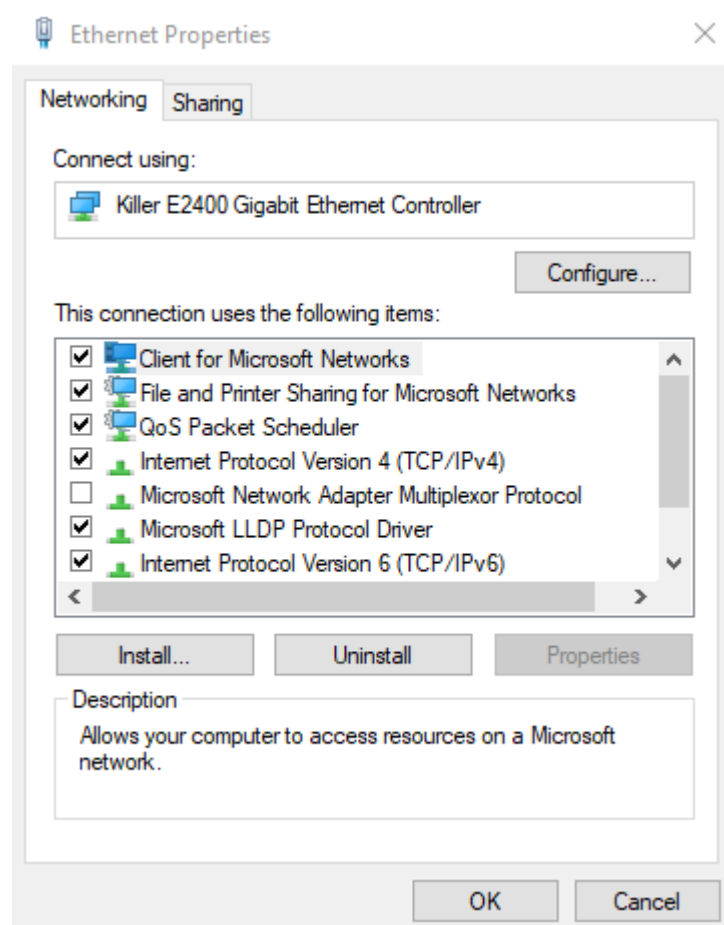 Ethernet Properties
Networking Sharing
Connect using:
Killer E2400 Gigabit Ethernet Controller
Configure...
This connection uses the following items:
Client for Microsoft Networks
File and Printer Sharing for Microsoft Networks
QoS Packet Scheduler
Internet Protocol Version 4 (TCP/IPv4)
Microsoft Network Adapter Multiplexor Protocol
Microsoft LLDP Protocol Driver
Internet Protocol Version 6 (TCP/IPv6)
Install... Uninstall Properties
Description
Allows your computer to access resources on a Microsoft
network.
OK Cancel